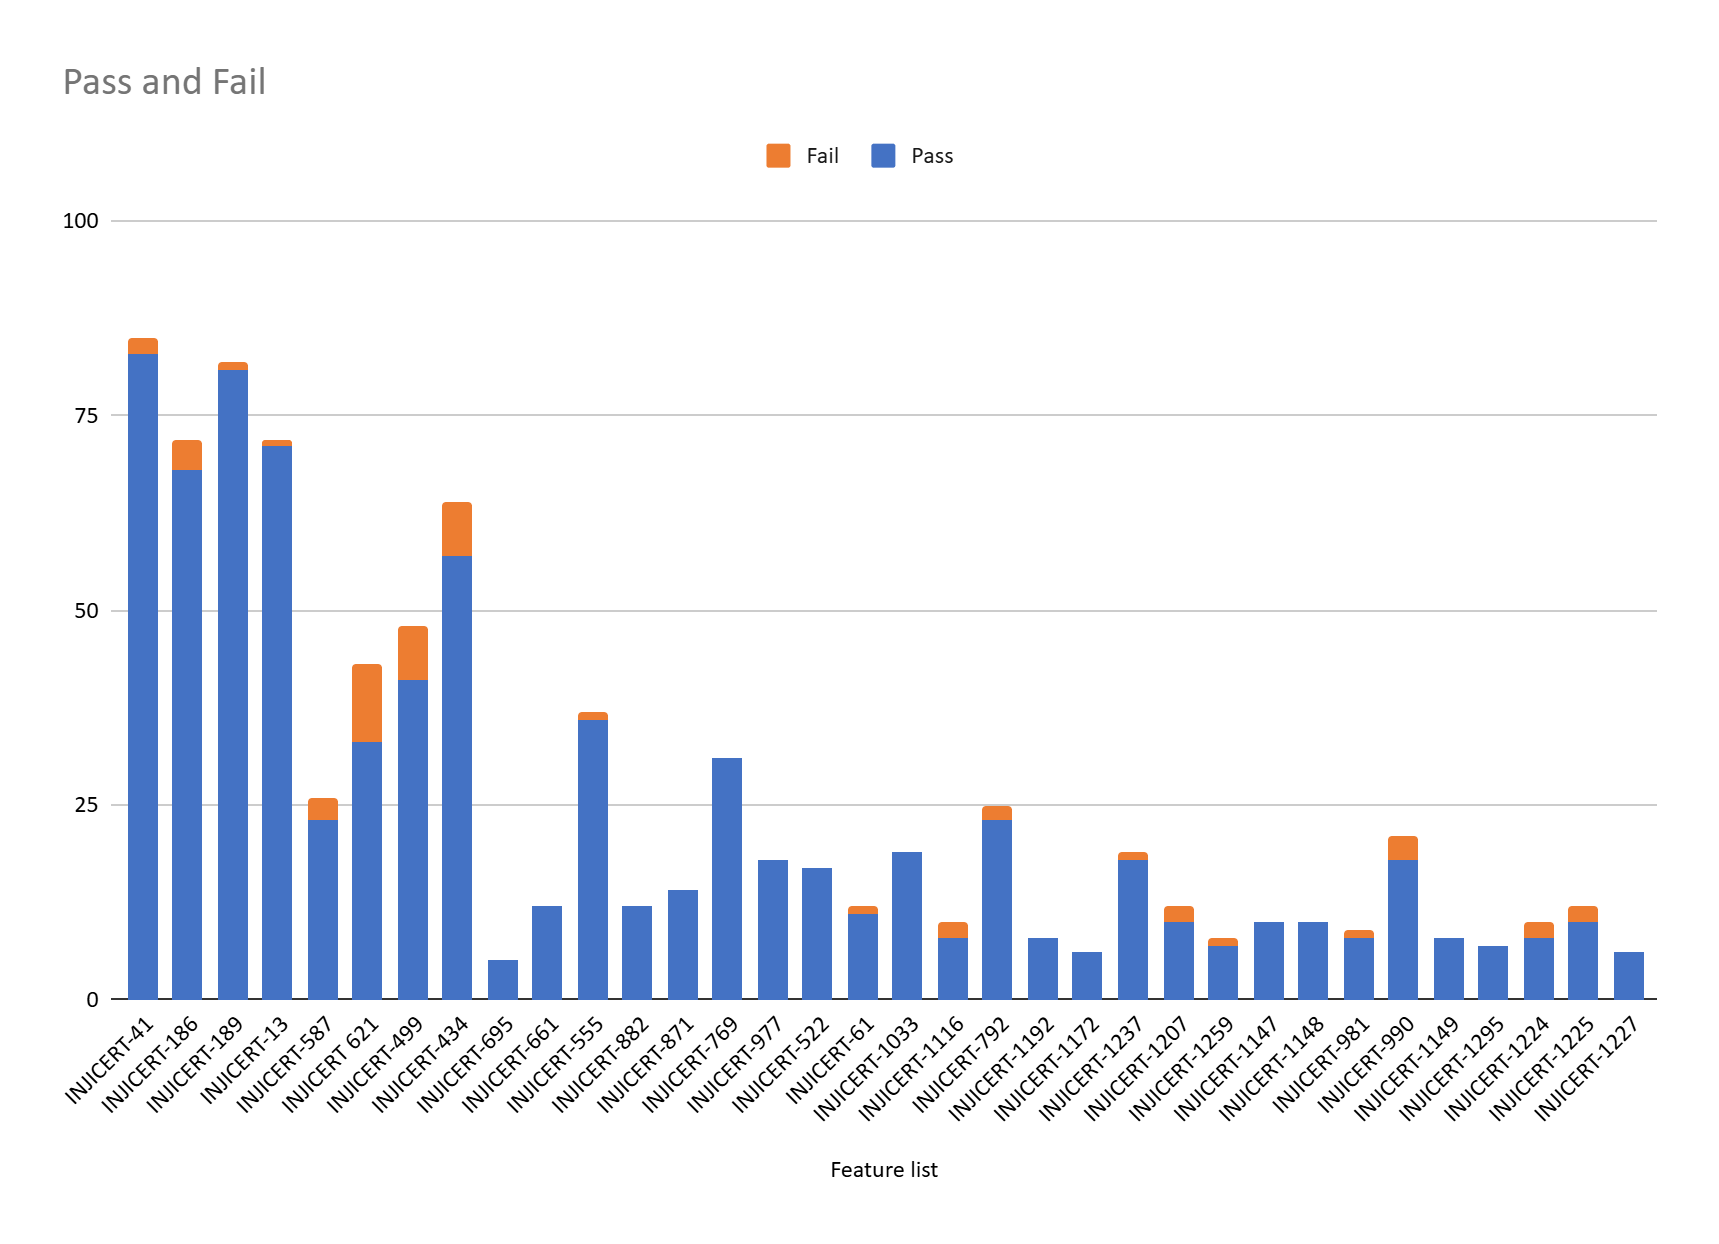 Pass and Fail
Fail
Pass
100
75
50
25
0
INJICERT-41
INJICERT-186
INJICERT-189
INJICERT-13
INJICERT-587
INJICERT 621
INJICERT-499
INJICERT-434
INJICERT-695
INJICERT-661
INJICERT-555
INJICERT-882
INJICERT-871
INJICERT-769
INJICERT-977
INJICERT-522
INJICERT-61
INJICERT-1033
INJICERT-1116
INJICERT-792
INJICERT-1192
INJICERT-1172
INJICERT-1237
INJICERT-1207
INJICERT-1259
INJICERT-1147
INJICERT-1148
INJICERT-981
INJICERT-990
INJICERT-1149
INJICERT-1295
INJICERT-1224
INJICERT-1225
INJICERT-1227
Feature list